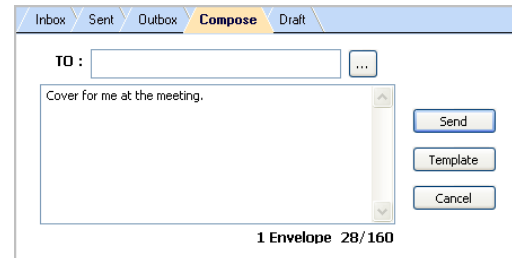 Inbox Sent Outbox Compose Draft
TO :
...
Cover for me at the meeting.
Send
Template
Cancel
1 Envelope 28/160